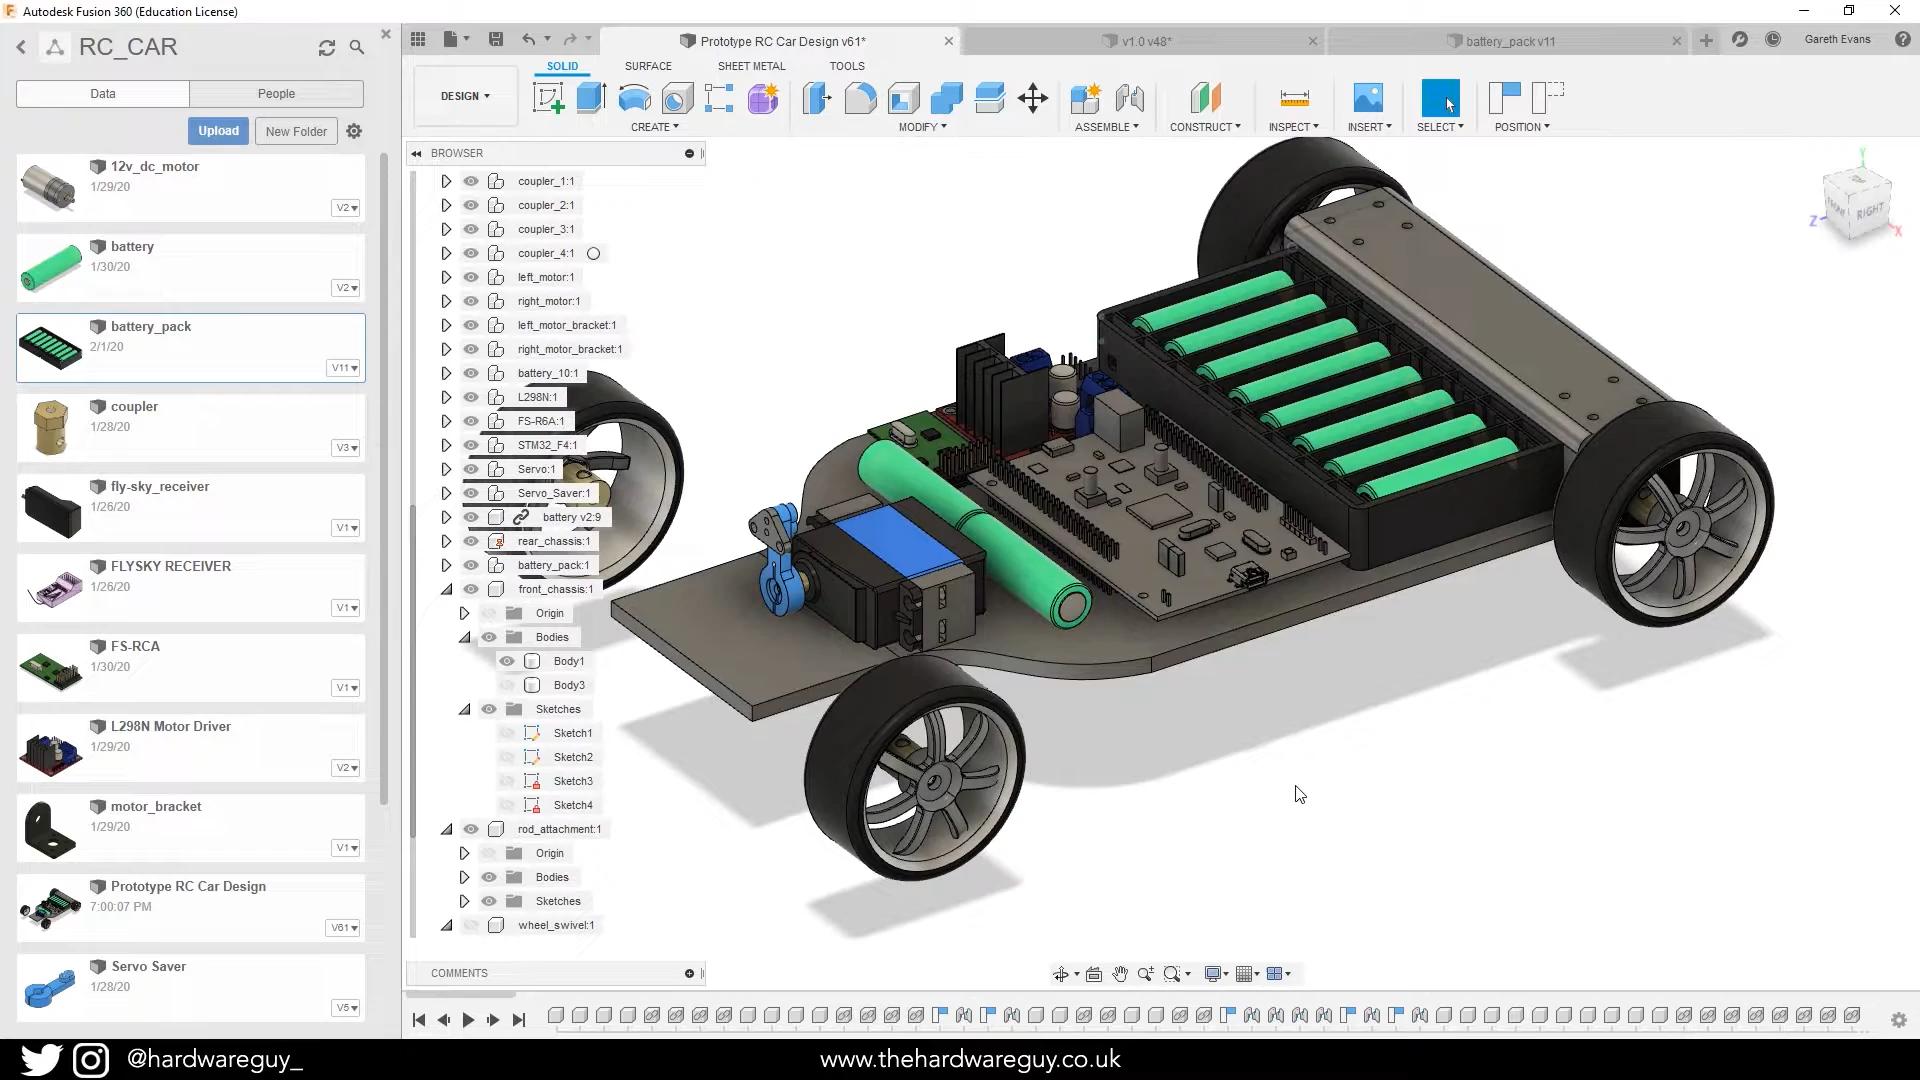 Autodesk Fusion 360 (Education License)
RC_CAR
Data
People
Upload
New Folder
12v_dc_motor
1/29/20
V2
battery
1/30/20
V2
battery_pack
2/1/20
V11
coupler
1/28/20
V3
fly-sky_receiver
1/26/20
V1
FLYSKY RECEIVER
1/26/20
V1
FS-RCA
1/30/20
V1
L298N Motor Driver
1/29/20
V2
motor_bracket
1/29/20
V1
Prototype RC Car Design
7:00:07 PM
V61
Servo Saver
1/28/20
V5
Prototype RC Car Design v61*
v1.0 v48*
battery_pack v11
Gareth Evans
SOLID
SURFACE
SHEET METAL
TOOLS
DESIGN
CREATE
MODIFY
ASSEMBLE
CONSTRUCT
INSPECT
INSERT
SELECT
POSITION
BROWSER
coupler_1:1
coupler_2:1
coupler_3:1
coupler_4:1
left_motor:1
right_motor:1
left_motor_bracket:1
right_motor_bracket:1
battery_10:1
L298N:1
FS-R6A:1
STM32_F4:1
Servo:1
Servo_Saver:1
battery v2:9
rear_chassis:1
battery_pack:1
front_chassis:1
Origin
Bodies
Body1
Body3
Sketches
Sketch1
Sketch2
Sketch3
Sketch4
rod_attachment:1
Origin
Bodies
Sketches
wheel_swivel:1
COMMENTS
Y
FRONT
RIGHT
Z
X
@hardwareguy_
www.thehardwareguy.co.uk